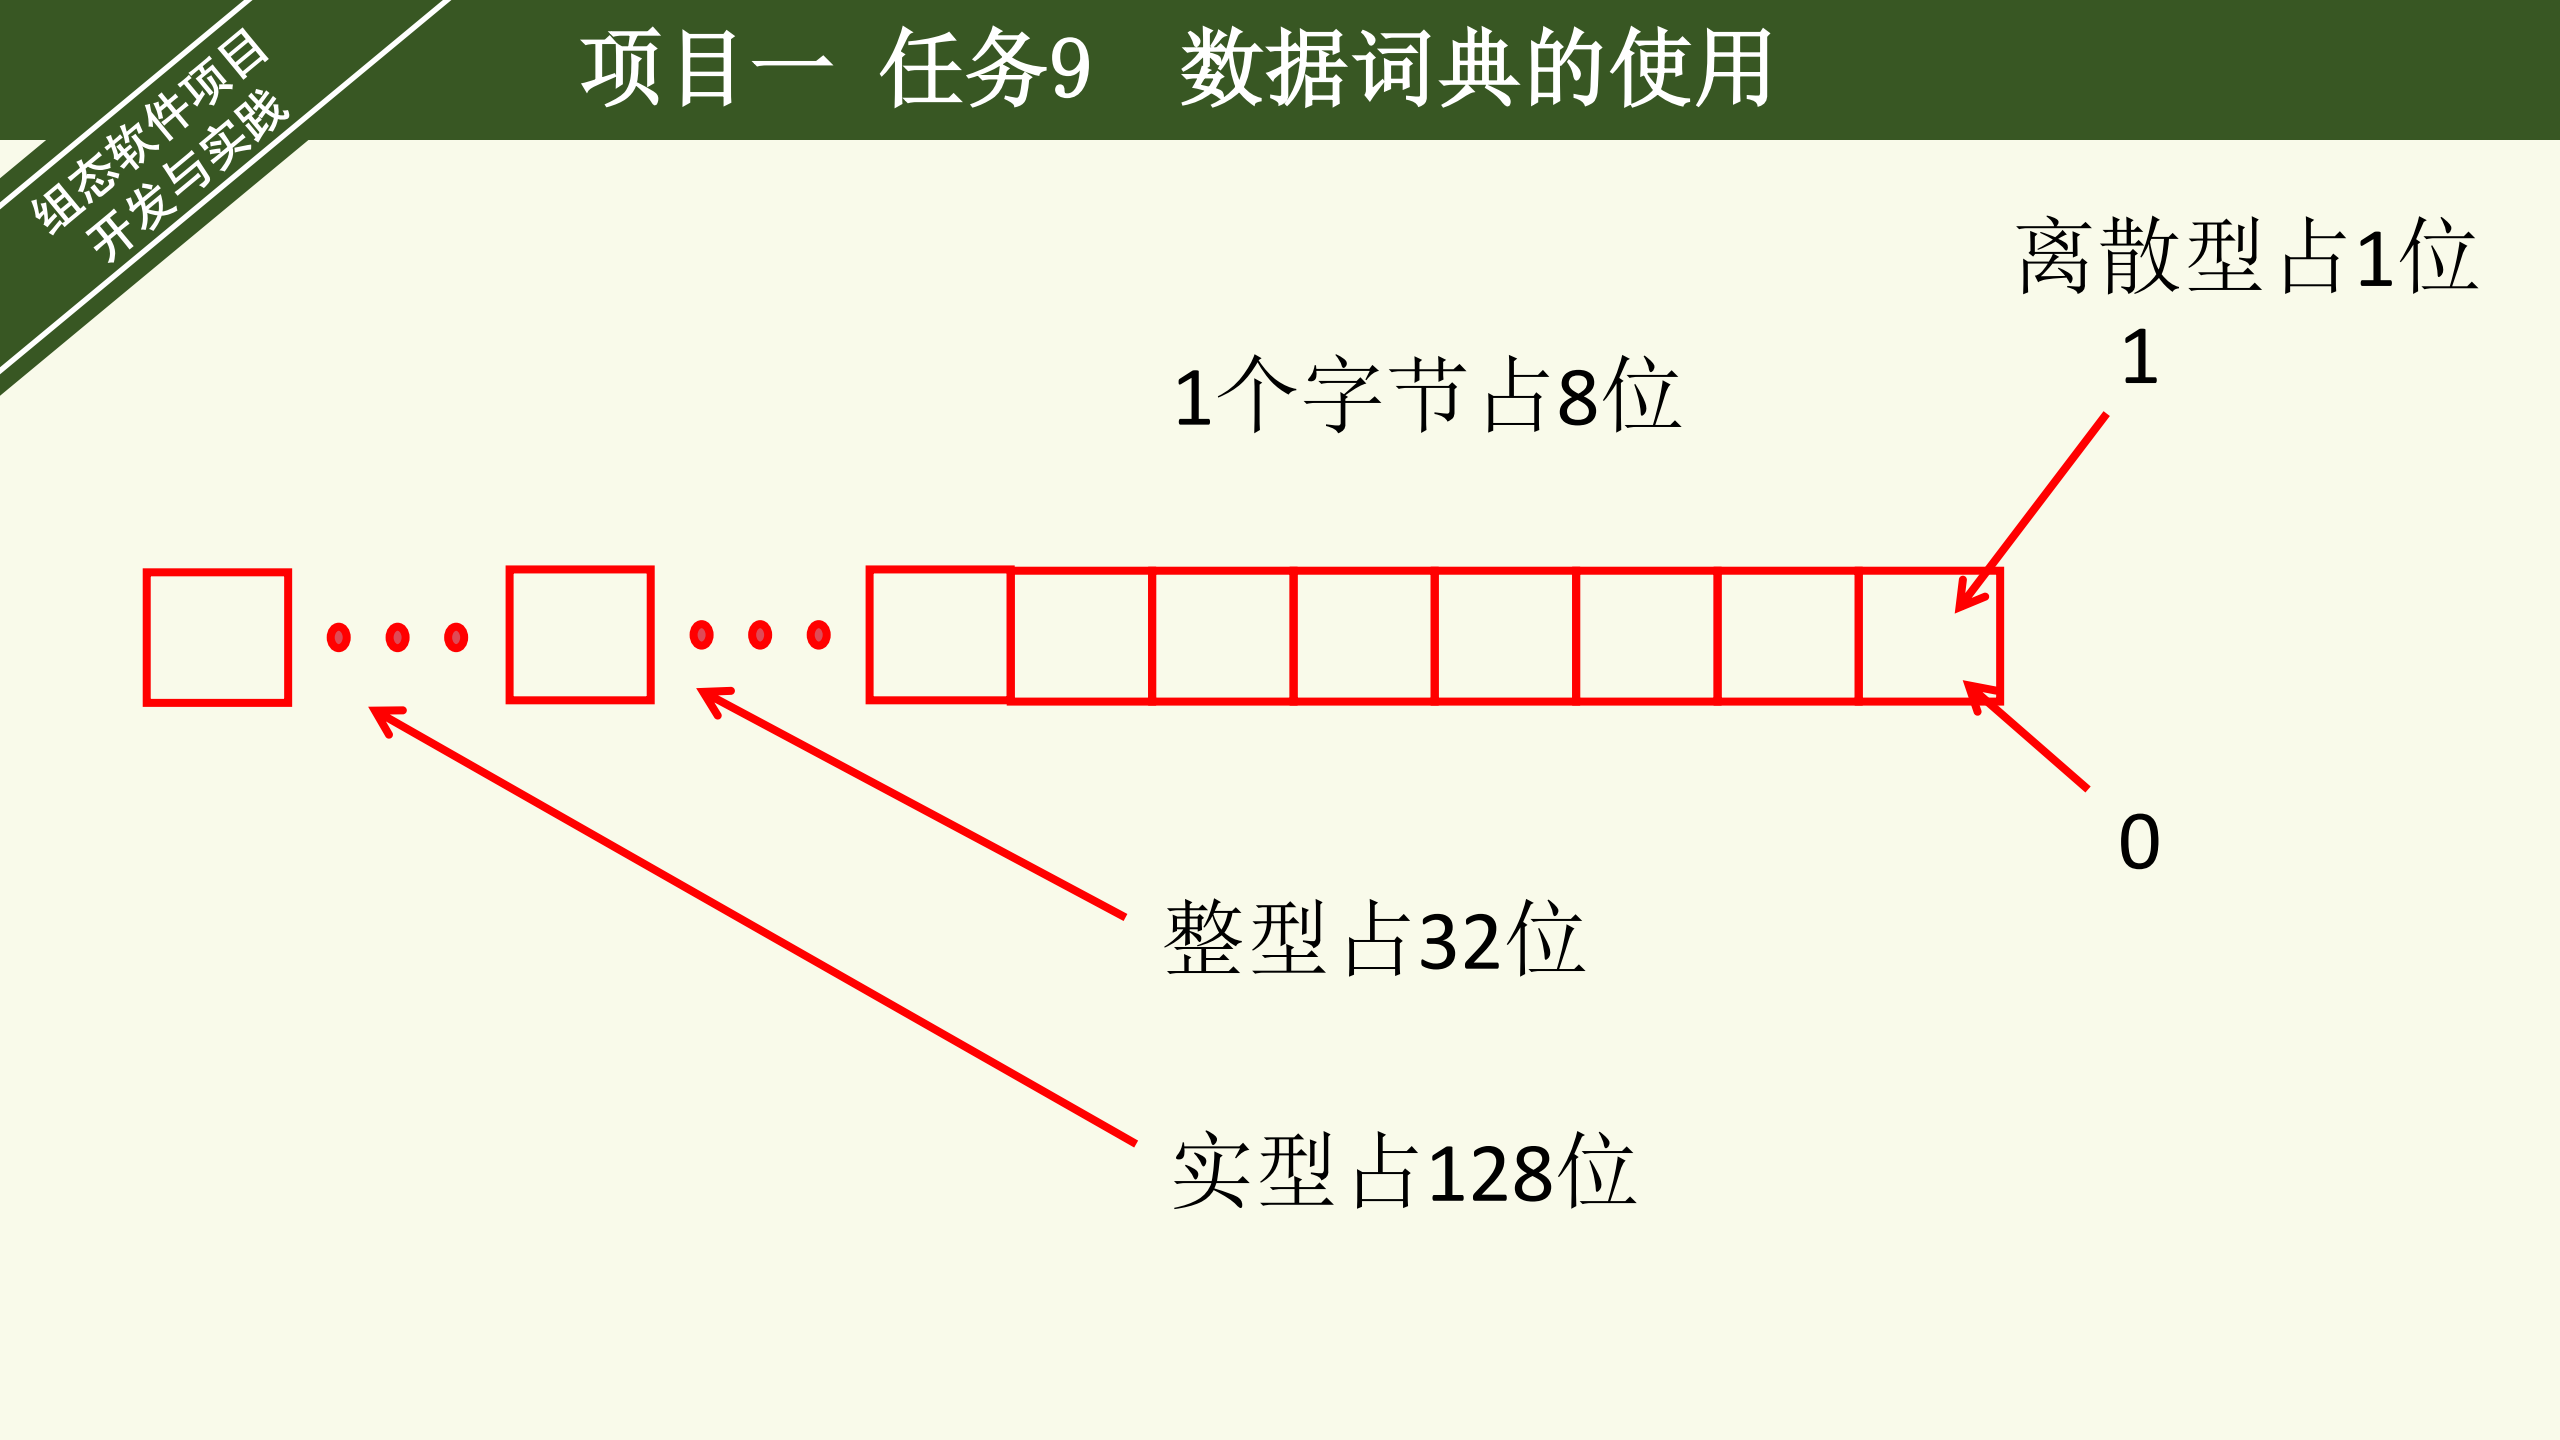 组态软件项目
开发与实践
项目一 任务9 数据词典的使用
离散型占1位
1
1个字节占8位
0
整型占32位
实型占128位